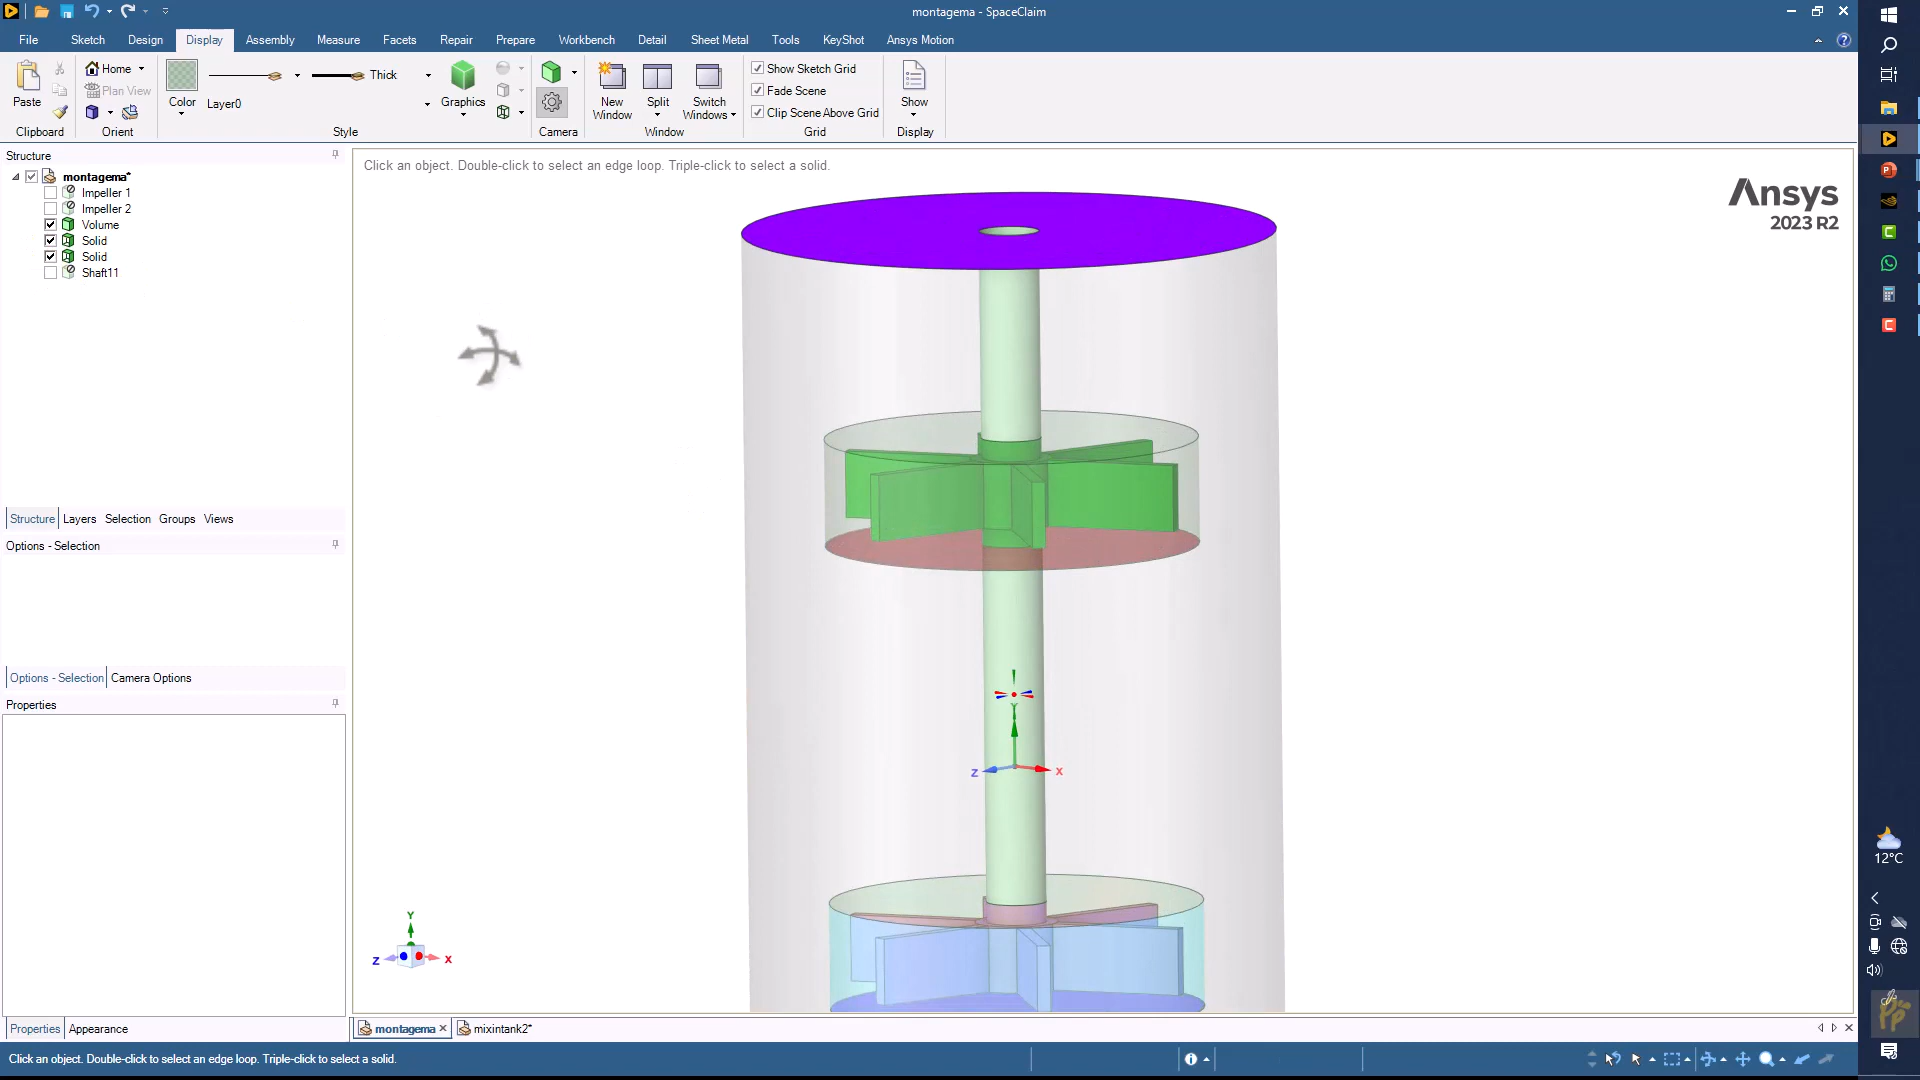 montagema - SpaceClaim
File Sketch Design Display Assembly Measure Facets Repair Prepare Workbench Detail Sheet Metal Tools KeyShot Ansys Motion
Paste
Home
Plan View
Clipboard
Orient
Color
Thick
Layer0
Style
Graphics
Camera
New Window
Split
Switch Windows
Window
Show Sketch Grid
Fade Scene
Clip Scene Above Grid
Grid
Show
Display
Structure
montagema*
Impeller 1
Impeller 2
Volume
Solid
Solid
Shaft11
Structure Layers Selection Groups Views
Options - Selection
Options - Selection Camera Options
Properties
Properties Appearance
Click an object. Double-click to select an edge loop. Triple-click to select a solid.
Ansys
2023 R2
Y
Z
X
Y
Z
X
montagema
mixintank2*
Click an object. Double-click to select an edge loop. Triple-click to select a solid.
12°C